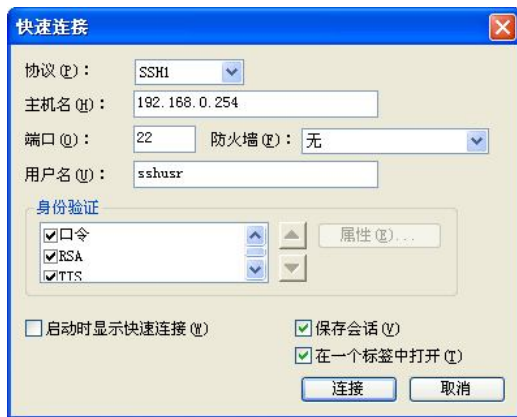 快速连接
协议(P)： SSH1
主机名(H)： 192.168.0.254
端口(O)： 22 防火墙(F)： 无
用户名(U)： sshusr
身份验证
口令
RSA
TIS
属性(E)...
启动时显示快速连接(W)
保存会话(V)
在一个标签中打开(T)
连接 取消